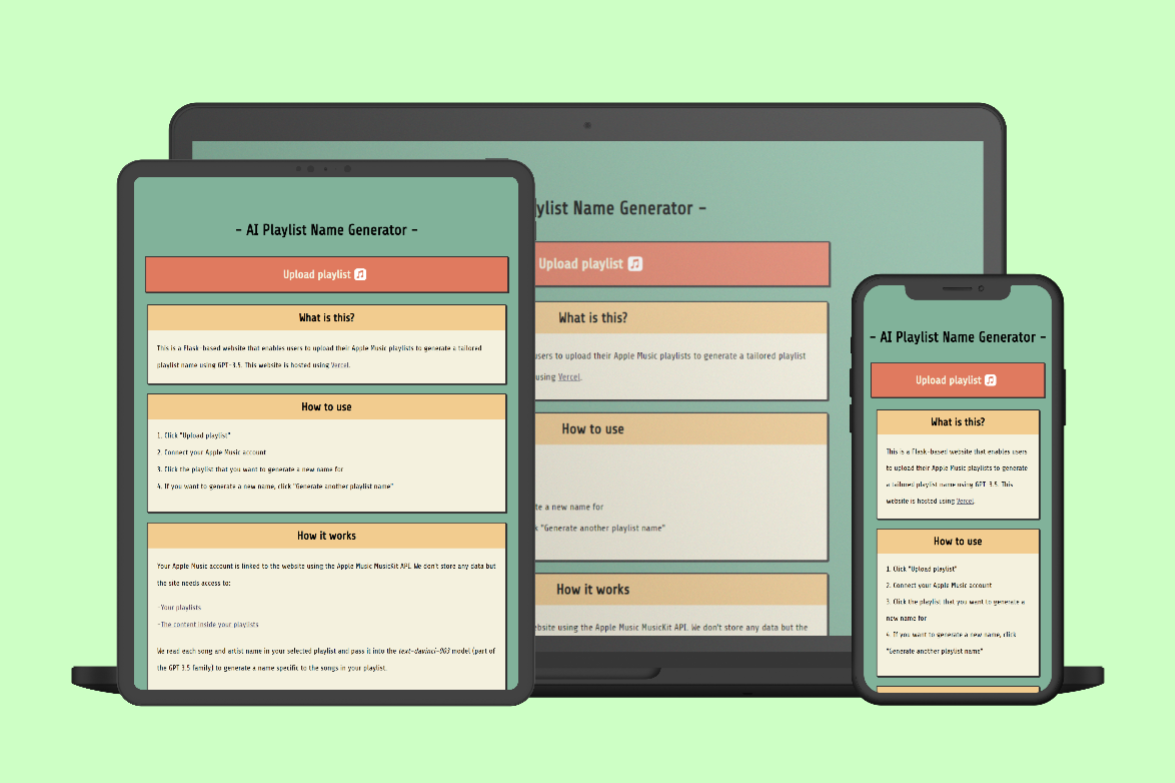 - AI Playlist Name Generator -
Upload playlist
What is this?
This is a Flask-based website that enables users to upload their Apple Music playlists to generate a tailored
playlist name using GPT-3.5. This website is hosted using Vercel.
How to use
1. Click "Upload playlist"
2. Connect your Apple Music account
3. Click the playlist that you want to generate a new name for
4. If you want to generate a new name, click "Generate another playlist name"
How it works
Your Apple Music account is linked to the website using the Apple Music MusicKit API. We don't store any data but
the site needs access to:
-Your playlists
-The content inside your playlists
We read each song and artist name in your selected playlist and pass it into the text-davinci-003 model (part of
the GPT 3.5 family) to generate a name specific to the songs in your playlist.
ylist Name Generator -
Upload playlist
What is this?
users to upload their Apple Music playlists to generate a tailored playlist
using Vercel.
How to use
te a new name for
k "Generate another playlist name"
How it works
ebsite using the Apple Music MusicKit API. We don't store any data but the
- AI Playlist Name Generator -
Upload playlist
What is this?
This is a Flask-based website that enables users
to upload their Apple Music playlists to generate
a tailored playlist name using GPT-3.5. This
website is hosted using Vercel.
How to use
1. Click "Upload playlist"
2. Connect your Apple Music account
3. Click the playlist that you want to generate a
new name for
4. If you want to generate a new name, click
"Generate another playlist name"